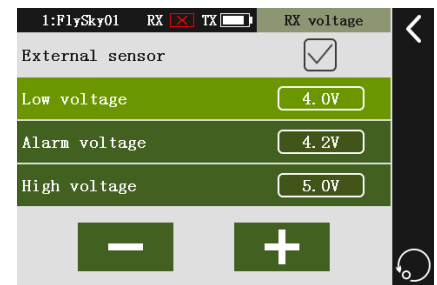 1:FlySky01 RX TX RX voltage
External sensor
Low voltage 4.0V
Alarm voltage 4.2V
High voltage 5.0V